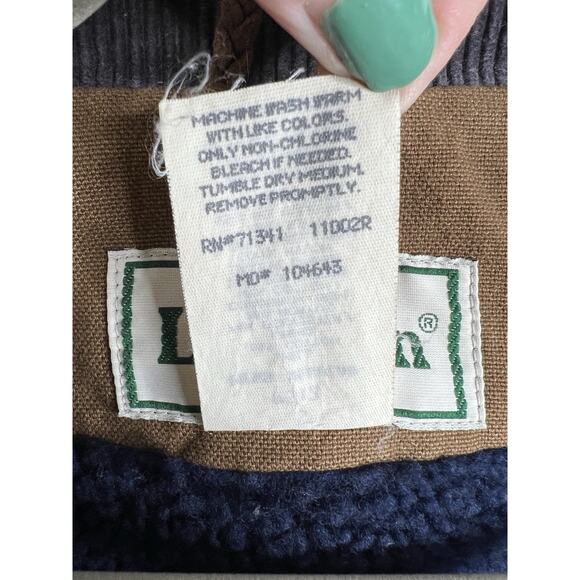 MACHINE WASH WARM
WITH LIKE COLORS.
ONLY NON-CHLORINE
BLEACH IF NEEDED.
TUMBLE DRY MEDIUM.
REMOVE PROMPTLY.
RN#71341 11DD2R
MD# 104643
L n®